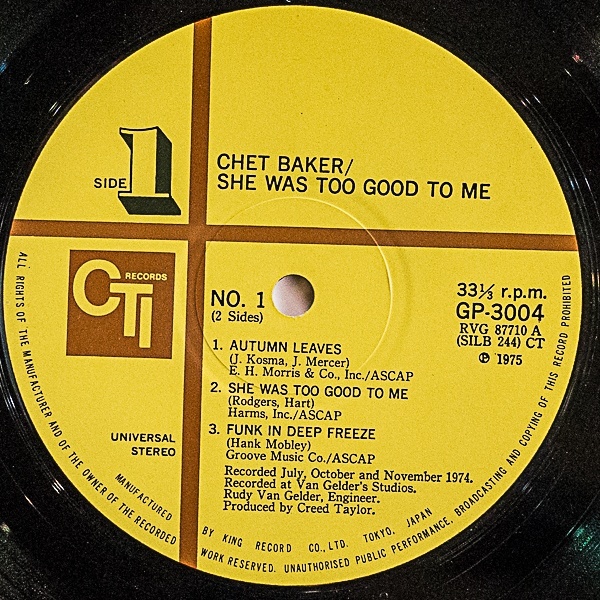 SIDE 1
CHET BAKER/
SHE WAS TOO GOOD TO ME
CTI RECORDS
NO. 1
(2 Sides)
33⅓ r.p.m.
GP-3004
RVG 87710 A
(SILB 244) CT
℗ 1975
1. AUTUMN LEAVES
(J. Kosma, J. Mercer)
E. H. Morris & Co., Inc./ASCAP
2. SHE WAS TOO GOOD TO ME
(Rodgers, Hart)
Harms, Inc./ASCAP
3. FUNK IN DEEP FREEZE
(Hank Mobley)
Groove Music Co./ASCAP
Recorded July, October and November 1974.
Recorded at Van Gelder's Studios.
Rudy Van Gelder, Engineer.
Produced by Creed Taylor.
UNIVERSAL
STEREO
MANUFACTURED BY KING RECORD CO., LTD. TOKYO, JAPAN
ALL RIGHTS OF THE MANUFACTURER AND OF THE OWNER OF THE RECORDED WORK RESERVED. UNAUTHORISED PUBLIC PERFORMANCE, BROADCASTING AND COPYING OF THIS RECORD PROHIBITED